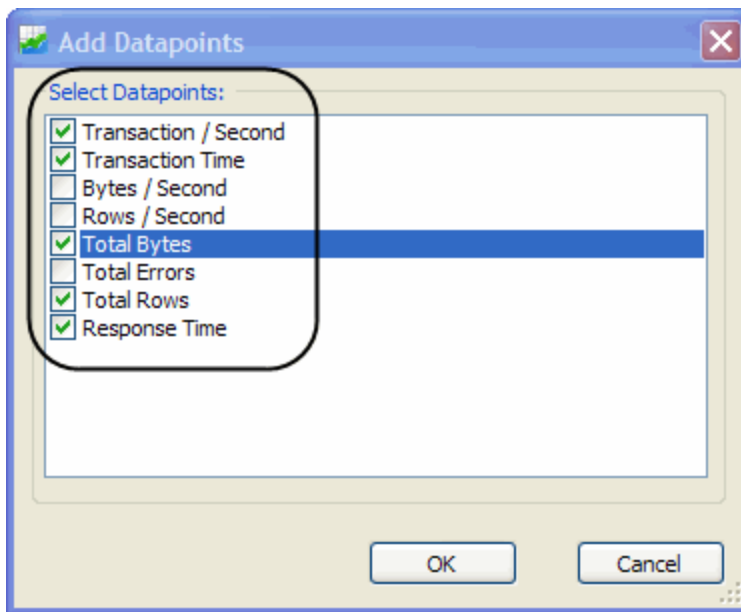 Add Datapoints
Select Datapoints:
Transaction / Second
Transaction Time
Bytes / Second
Rows / Second
Total Bytes
Total Errors
Total Rows
Response Time
OK
Cancel